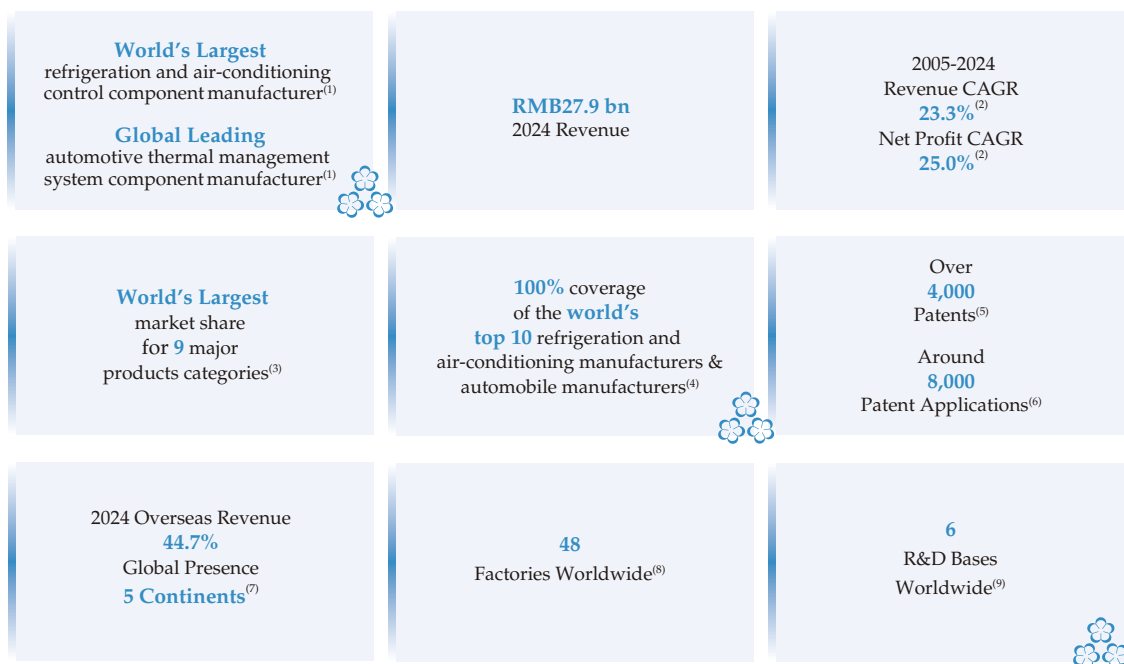 World's Largest
refrigeration and air-conditioning
control component manufacturer(1)
Global Leading
automotive thermal management
system component manufacturer(1)
RMB27.9 bn
2024 Revenue
2005-2024
Revenue CAGR
23.3%(2)
Net Profit CAGR
25.0%(2)
World's Largest
market share
for 9 major
products categories(3)
100% coverage
of the world's
top 10 refrigeration and
air-conditioning manufacturers &
automobile manufacturers(4)
Over
4,000
Patents(5)
Around
8,000
Patent Applications(6)
2024 Overseas Revenue
44.7%
Global Presence
5 Continents(7)
48
Factories Worldwide(8)
6
R&D Bases
Worldwide(9)